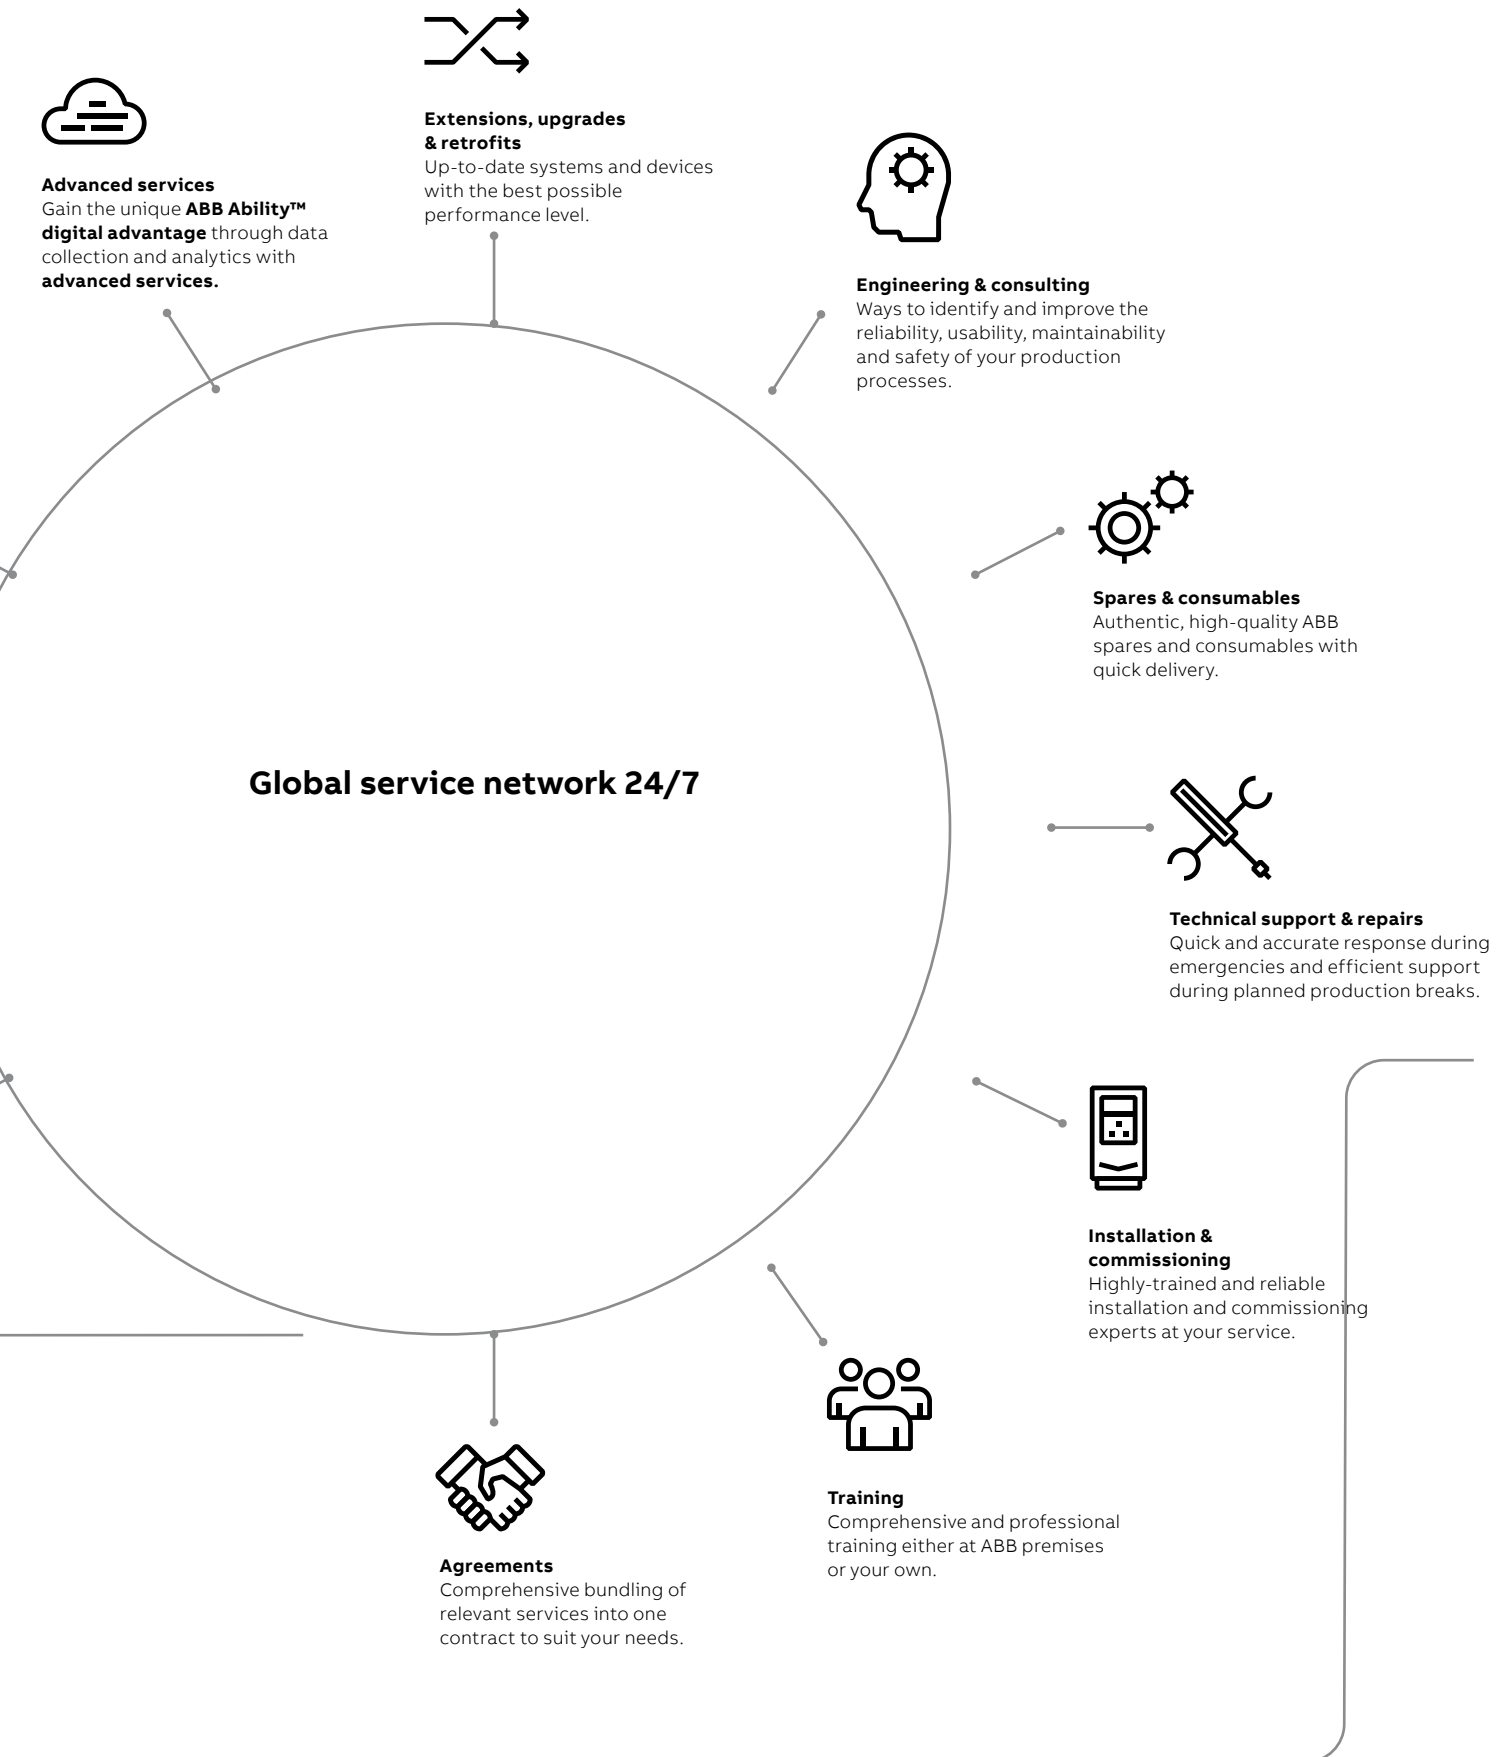 Advanced services
Gain the unique ABB Ability™
digital advantage through data
collection and analytics with
advanced services.
Extensions, upgrades
& retrofits
Up-to-date systems and devices
with the best possible
performance level.
Engineering & consulting
Ways to identify and improve the
reliability, usability, maintainability
and safety of your production
processes.
Spares & consumables
Authentic, high-quality ABB
spares and consumables with
quick delivery.
Global service network 24/7
Technical support & repairs
Quick and accurate response during
emergencies and efficient support
during planned production breaks.
Installation &
commissioning
Highly-trained and reliable
installation and commissioning
experts at your service.
Training
Comprehensive and professional
training either at ABB premises
or your own.
Agreements
Comprehensive bundling of
relevant services into one
contract to suit your needs.